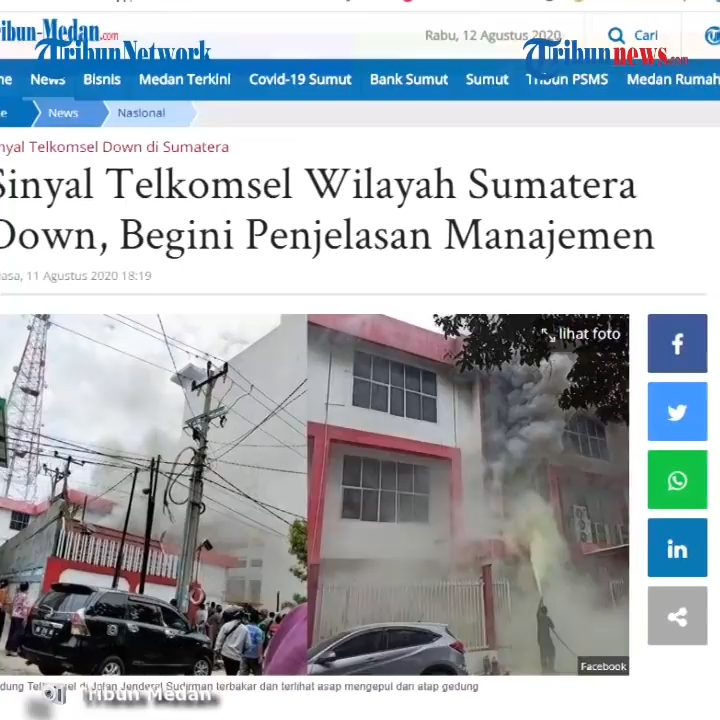 Tribun-Medan.com
TribunNetwork
Rabu, 12 Agustus 2020
Cari
Tribunnews.com
News Bisnis Medan Terkini Covid-19 Sumut Bank Sumut Sumut Tribun PSMS Medan Rumah
News Nasional
Sinyal Telkomsel Down di Sumatera
Sinyal Telkomsel Wilayah Sumatera
Down, Begini Penjelasan Manajemen
11 Agustus 2020 18:19
lihat foto
Facebook
di Jalan Jenderal Sudirman terbakar dan terlihat asap mengepul dari atap gedung
Tribun Medan